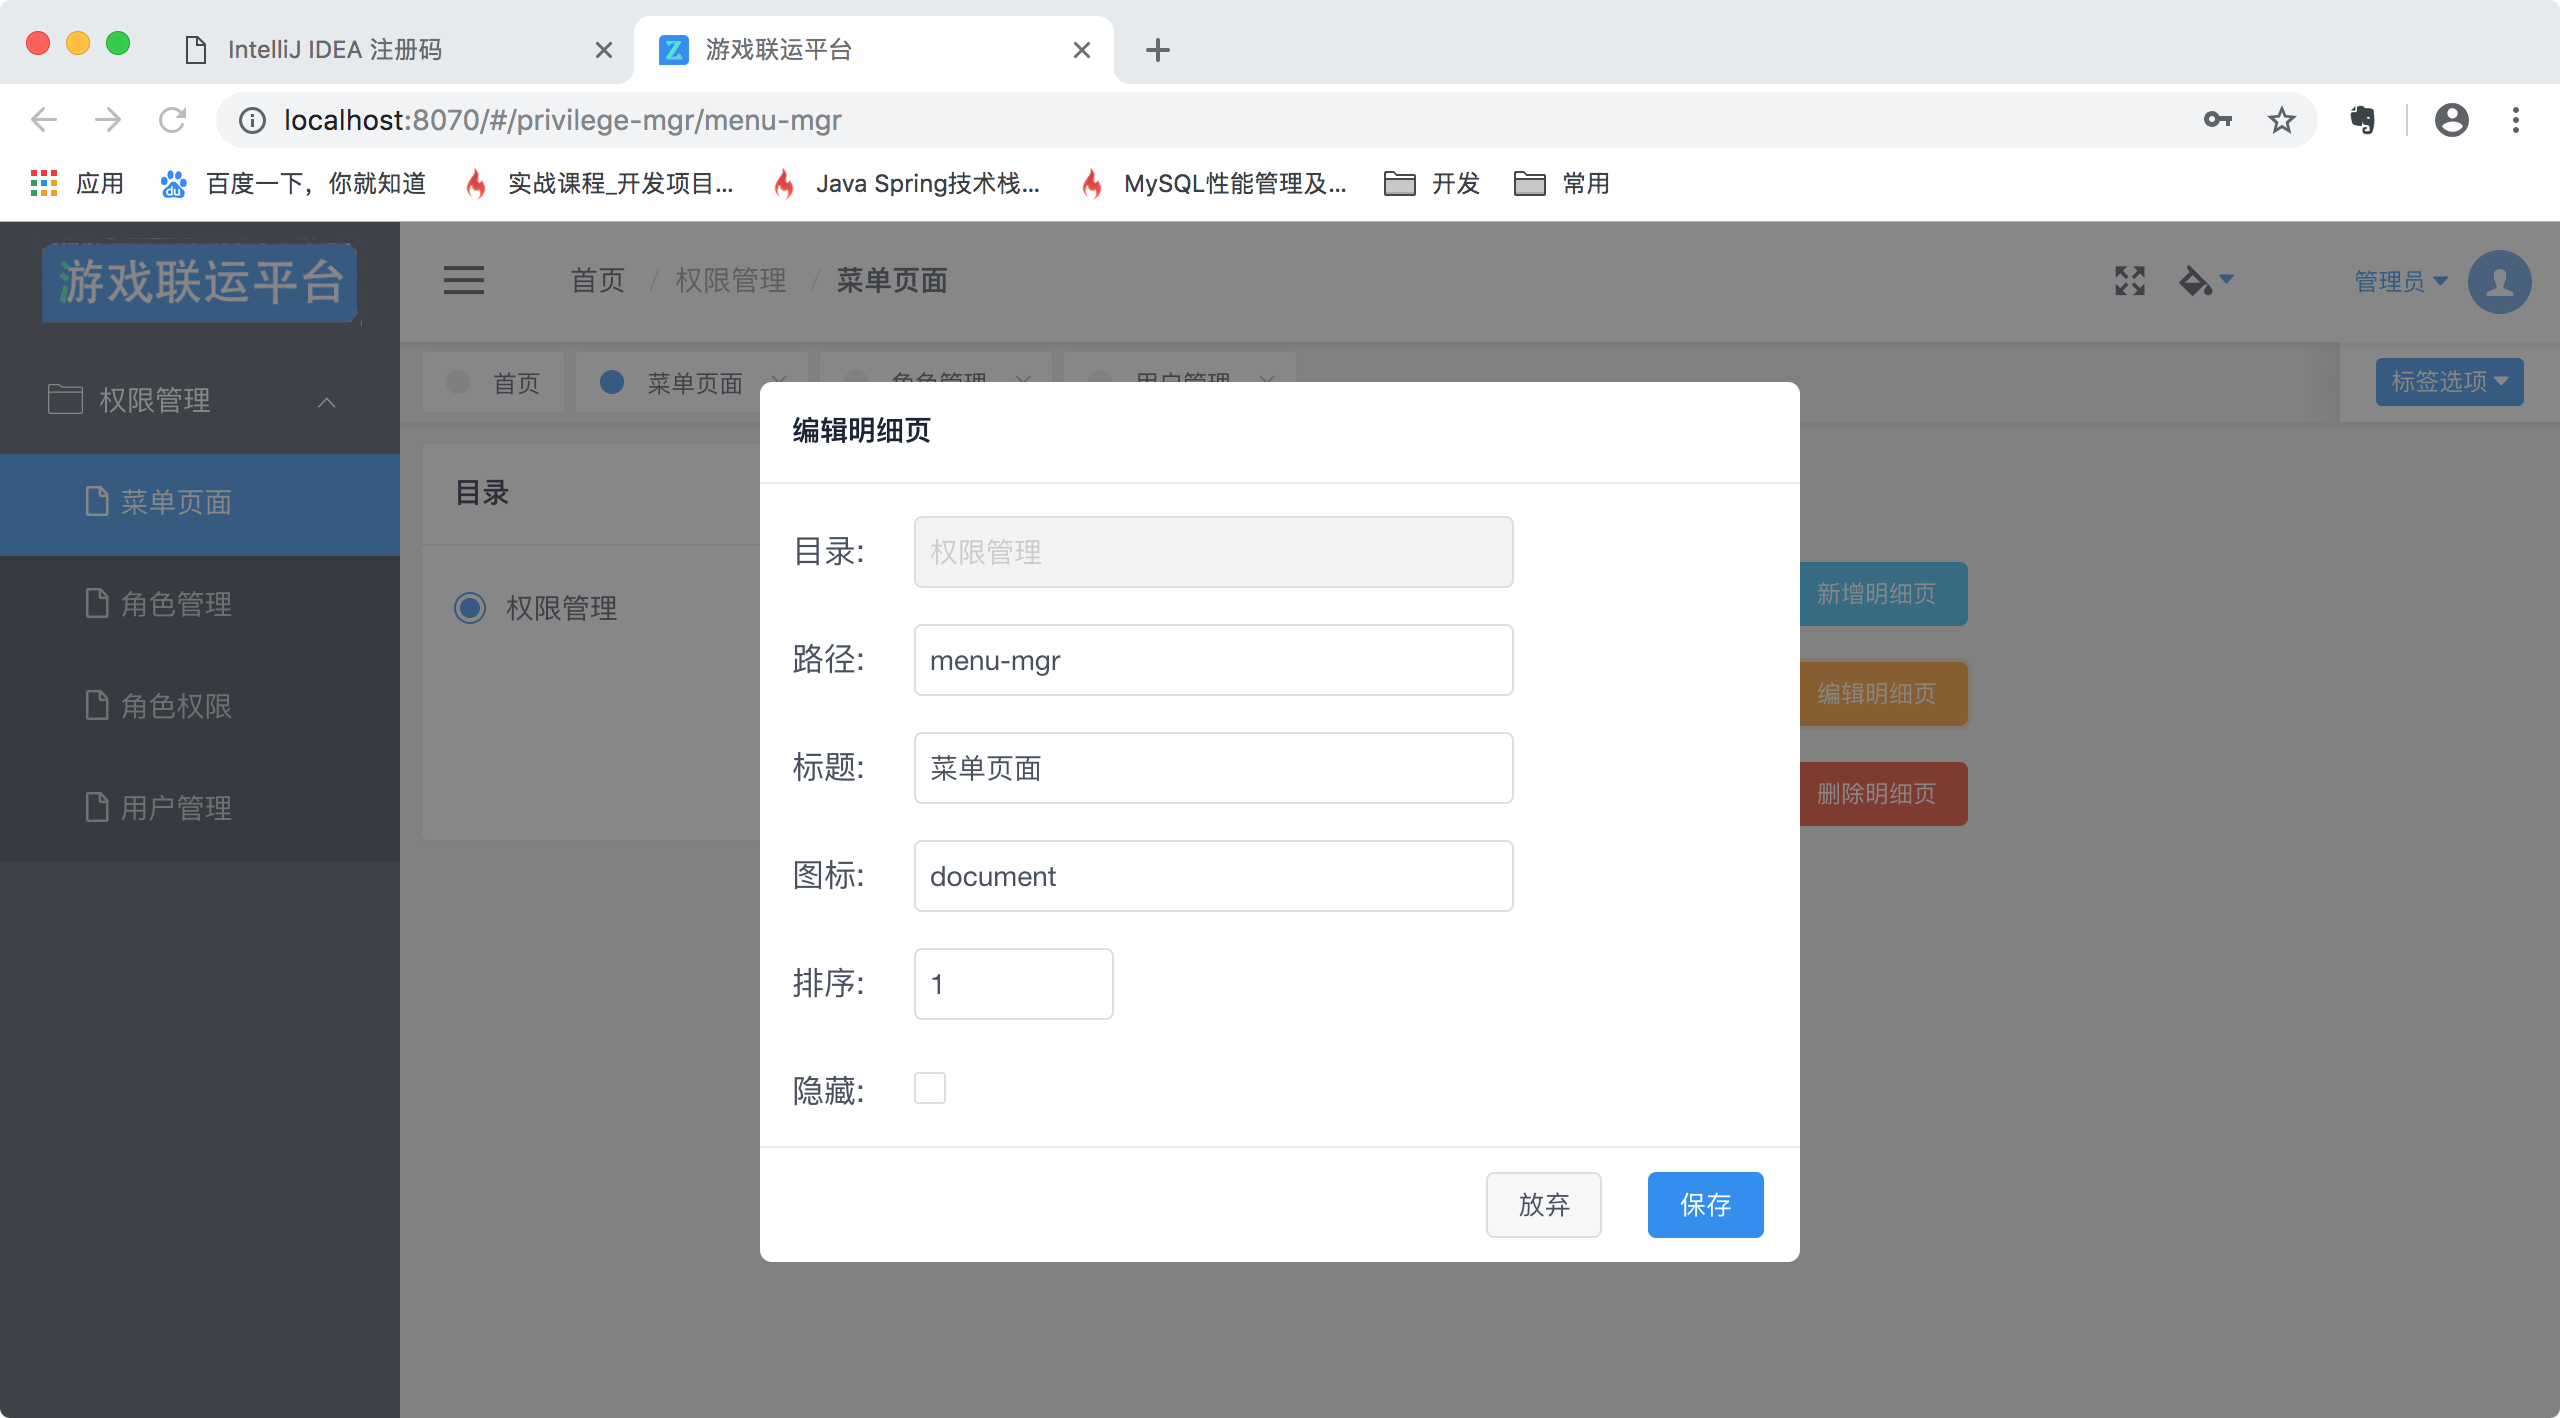 IntelliJ IDEA 注册码
游戏联运平台
localhost:8070/#/privilege-mgr/menu-mgr
应用
百度一下，你就知道
实战课程_开发项目...
Java Spring技术栈...
MySQL性能管理及...
开发
常用
游戏联运平台
首页 / 权限管理 / 菜单页面
管理员
权限管理
菜单页面
角色管理
角色权限
用户管理
首页
菜单页面
角色管理
用户管理
标签选项
目录
权限管理
新增明细页
编辑明细页
删除明细页
编辑明细页
目录: 权限管理
路径: menu-mgr
标题: 菜单页面
图标: document
排序: 1
隐藏:
放弃
保存